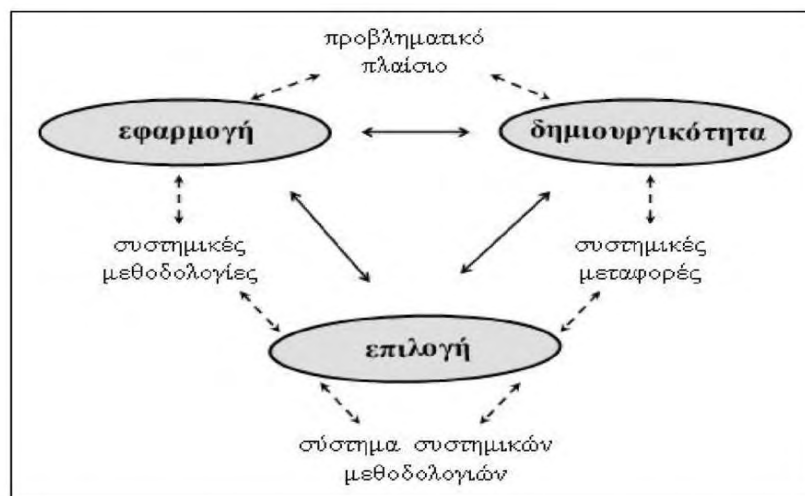 προβληματικό
πλαίσιο
εφαρμογή
δημιουργικότητα
συστημικές
μεθοδολογίες
συστημικές
μεταφορές
επιλογή
σύστημα συστημικών
μεθοδολογιών